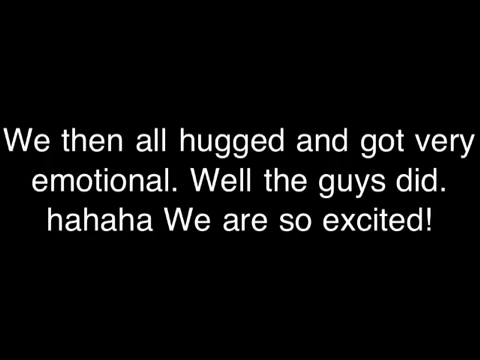 We then all hugged and got very
emotional. Well the guys did.
hahaha We are so excited!